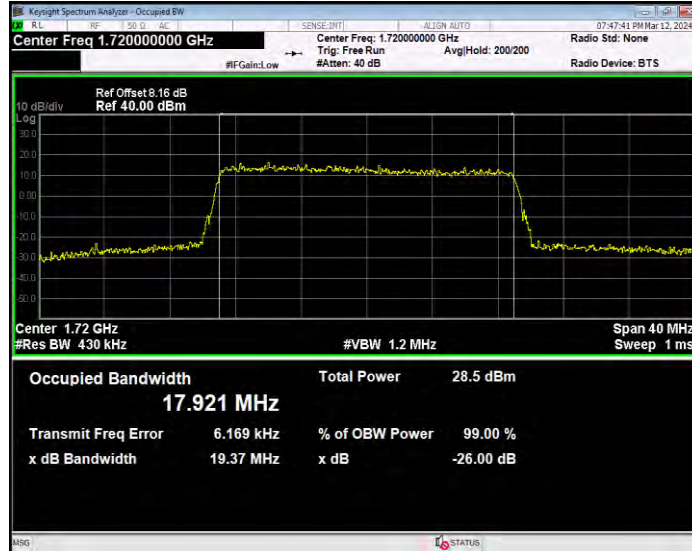 Keysight Spectrum Analyzer - Occupied BW
RL RF 50 Ω AC SENSE:INT ALIGN AUTO 07:47:41 PM Mar 12, 2024
Center Freq 1.720000000 GHz Center Freq: 1.720000000 GHz Radio Std: None
Trig: Free Run Avg|Hold: 200/200
#IFGain:Low #Atten: 40 dB Radio Device: BTS
Ref Offset 8.16 dB
10 dB/div Ref 40.00 dBm
Log
30.0
20.0
10.0
0.00
-10.0
-20.0
-30.0
-40.0
-50.0
Center 1.72 GHz Span 40 MHz
#Res BW 430 kHz #VBW 1.2 MHz Sweep 1 ms
Occupied Bandwidth Total Power 28.5 dBm
17.921 MHz
Transmit Freq Error 6.169 kHz % of OBW Power 99.00 %
x dB Bandwidth 19.37 MHz x dB -26.00 dB
MSG STATUS